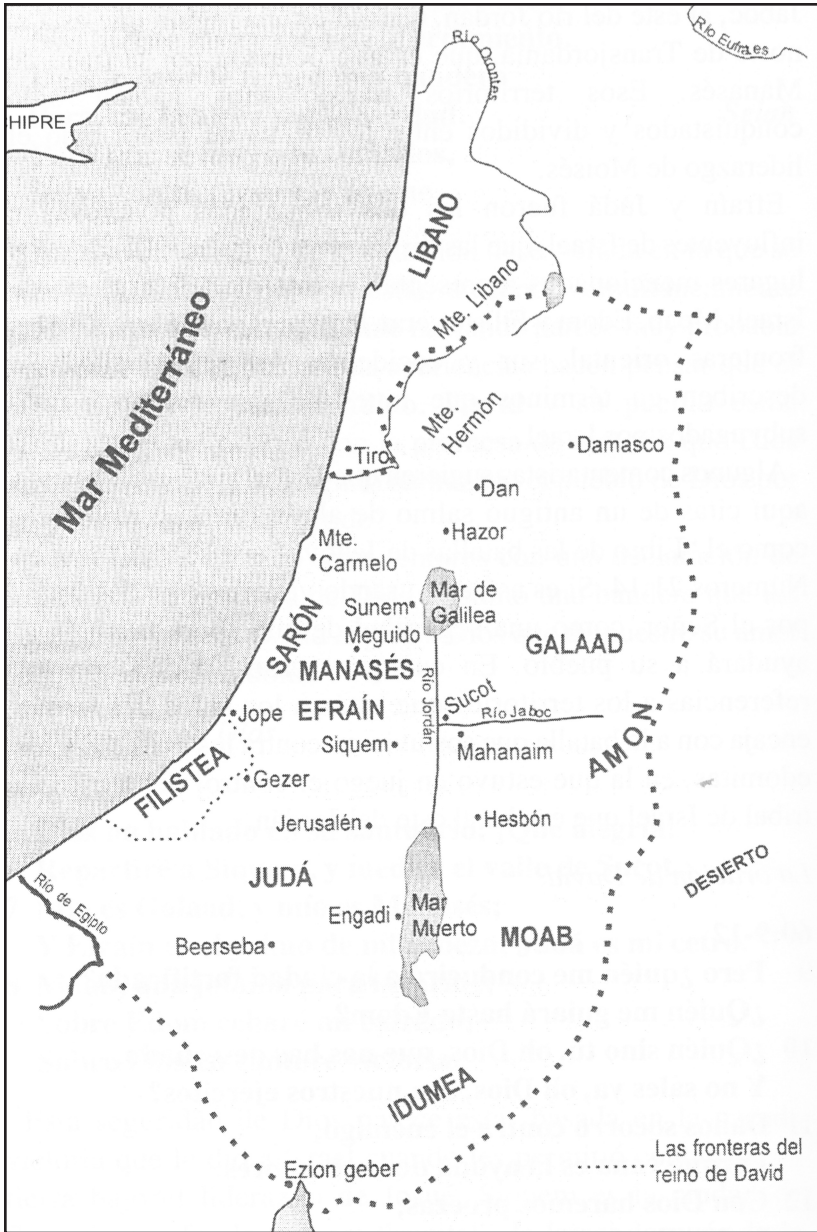 Río Orontes
Río Eufrates
HIPRE
LÍBANO
Mte. Líbano
Mar Mediterráneo
Mte.
Hermón
Tiro
Damasco
Dan
Mte.
Carmelo
Hazor
Sunem
Mar de
Galilea
SARÓN
Meguido
GALAAD
MANASÉS
Río Jordán
Sucot
EFRAÍN
Jope
Río Jaboc
AMON
Siquem
Mahanaim
FILISTEA
Gezer
Jerusalén
Hesbón
DESIERTO
JUDÁ
Río de Egipto
Engadi
Mar
Muerto
MOAB
Beerseba
IDUMEA
Ezion geber
Las fronteras del
reino de David